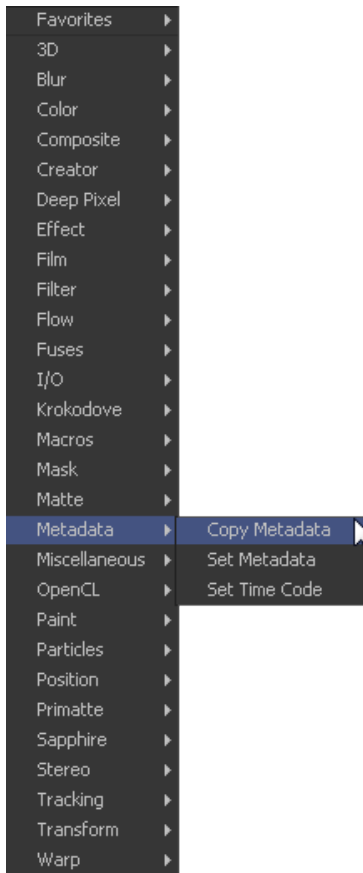 Favorites
3D
Blur
Color
Composite
Creator
Deep Pixel
Effect
Film
Filter
Flow
Fuses
I/O
Krokodove
Macros
Mask
Matte
Metadata
Copy Metadata
Miscellaneous
Set Metadata
OpenCL
Set Time Code
Paint
Particles
Position
Primatte
Sapphire
Stereo
Tracking
Transform
Warp